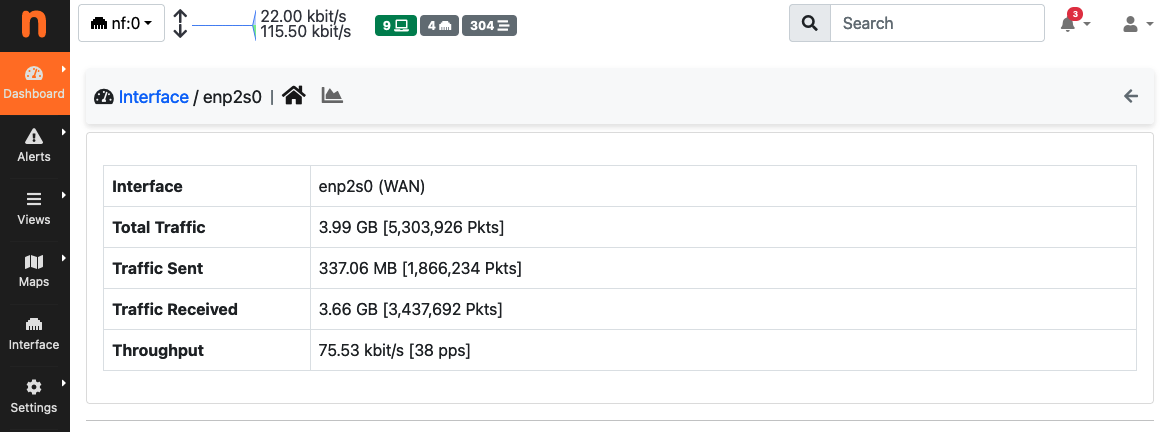 n
nf:0
22.00 kbit/s
115.50 kbit/s
9
4
304
Search
3
Dashboard
Alerts
Views
Maps
Interface
Settings
Interface / enp2s0 |
Interface enp2s0 (WAN)
Total Traffic 3.99 GB [5,303,926 Pkts]
Traffic Sent 337.06 MB [1,866,234 Pkts]
Traffic Received 3.66 GB [3,437,692 Pkts]
Throughput 75.53 kbit/s [38 pps]